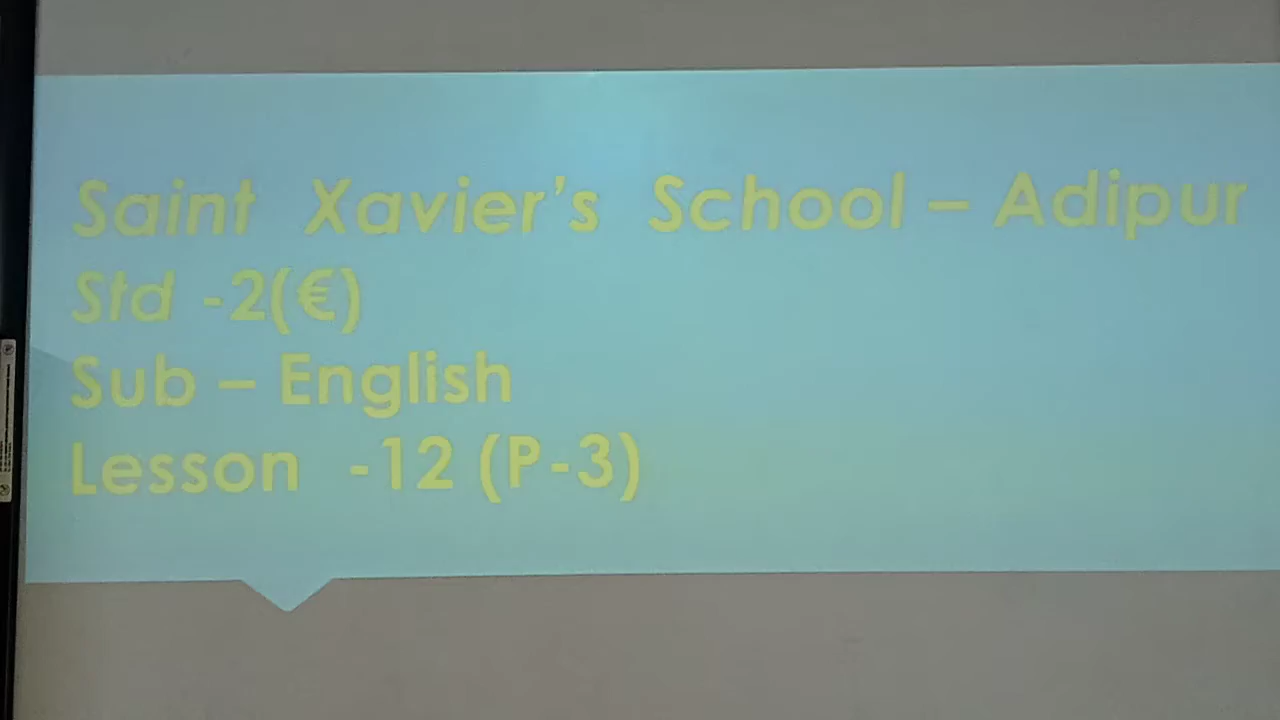 Saint Xavier’s School – Adipur
Std -2(€)
Sub – English
Lesson -12 (P-3)